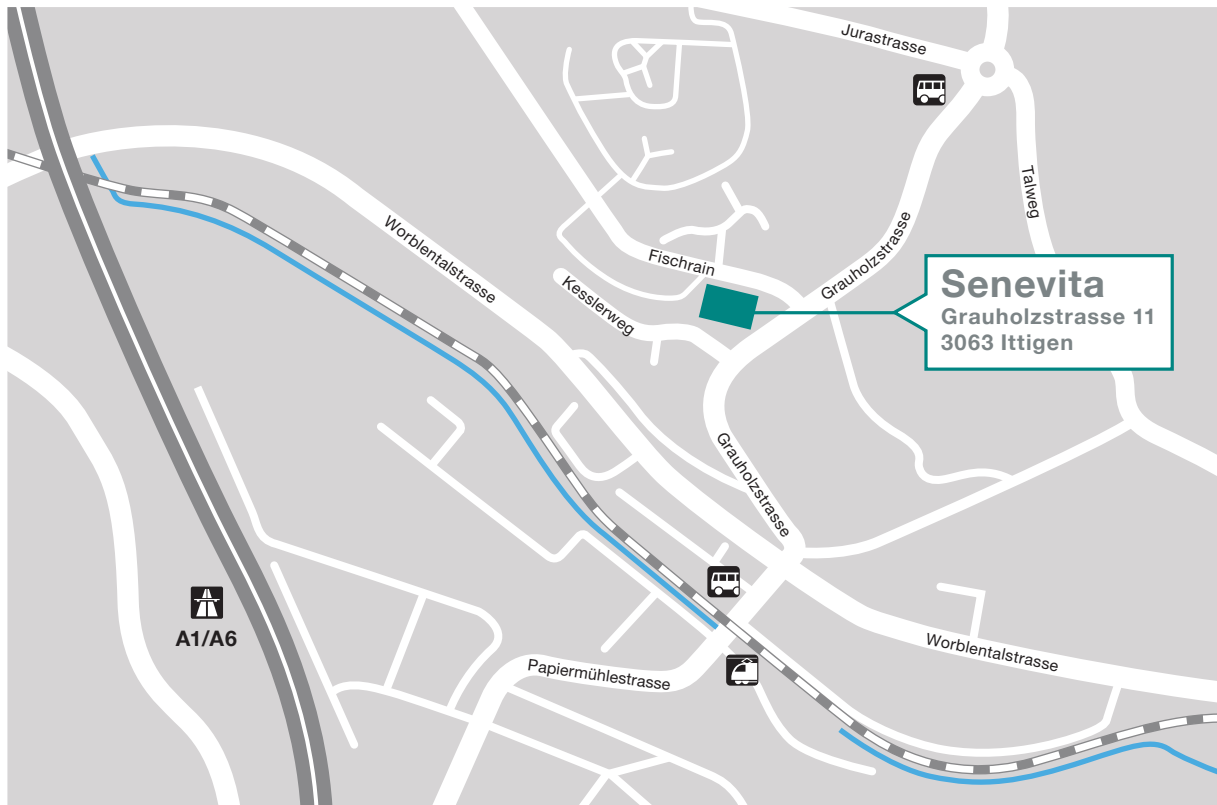 Jurastrasse
Talweg
Worblentalstrasse
Grauholzstrasse
Fischrain
Kesslerweg
Senevita
Grauholzstrasse 11
3063 Ittigen
Grauholzstrasse
A1/A6
Papiermühlestrasse
Worblentalstrasse